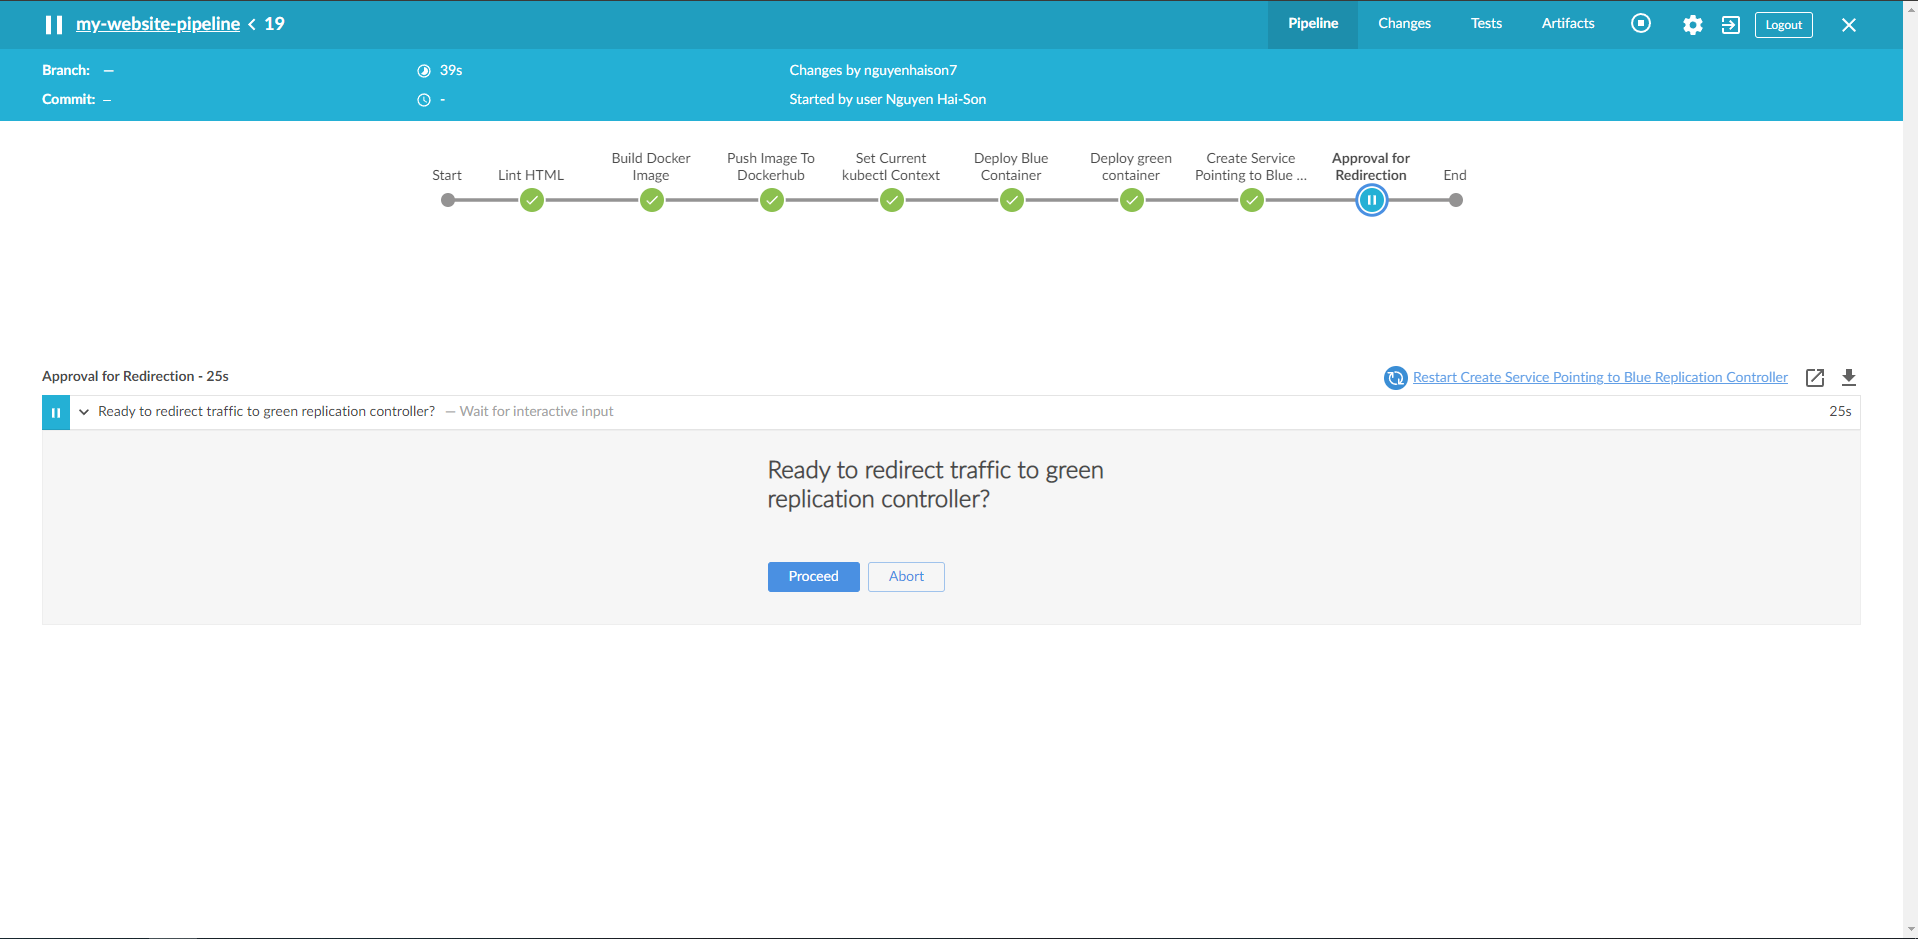 my-website-pipeline < 19
Pipeline
Changes
Tests
Artifacts
Logout
Branch: —
39s
Changes by nguyenhaison7
Commit: —
-
Started by user Nguyen Hai-Son
Start
Lint HTML
Build Docker
Image
Push Image To
Dockerhub
Set Current
kubectl Context
Deploy Blue
Container
Deploy green
container
Create Service
Pointing to Blue ...
Approval for
Redirection
End
Approval for Redirection - 25s
Restart Create Service Pointing to Blue Replication Controller
Ready to redirect traffic to green replication controller? — Wait for interactive input
25s
Ready to redirect traffic to green
replication controller?
Proceed
Abort